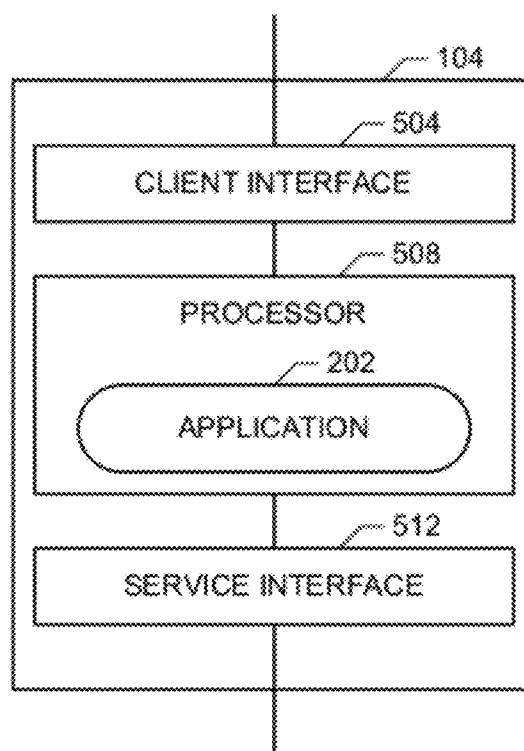 104
504
CLIENT INTERFACE
508
PROCESSOR
202
APPLICATION
512
SERVICE INTERFACE